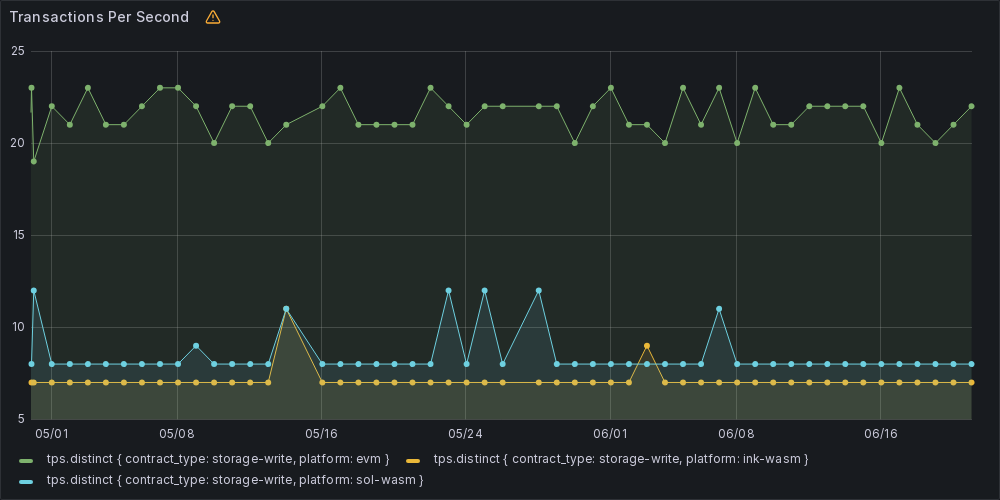 Transactions Per Second
25
20
15
10
5
05/01 05/08 05/16 05/24 06/01 06/08 06/16
tps.distinct { contract_type: storage-write, platform: evm } tps.distinct { contract_type: storage-write, platform: ink-wasm }
tps.distinct { contract_type: storage-write, platform: sol-wasm }